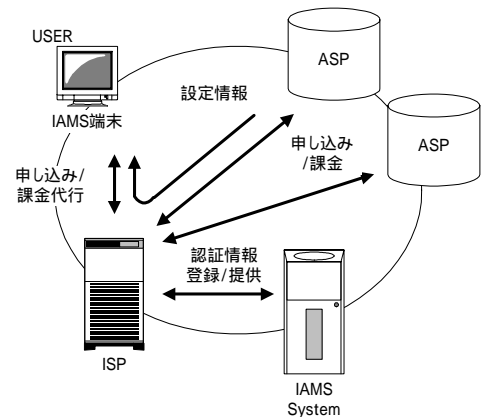 USER
ASP
設定情報
IAMS端末
申し込み
/課金
ASP
申し込み/
課金代行
認証情報
登録/提供
ISP
IAMS
System